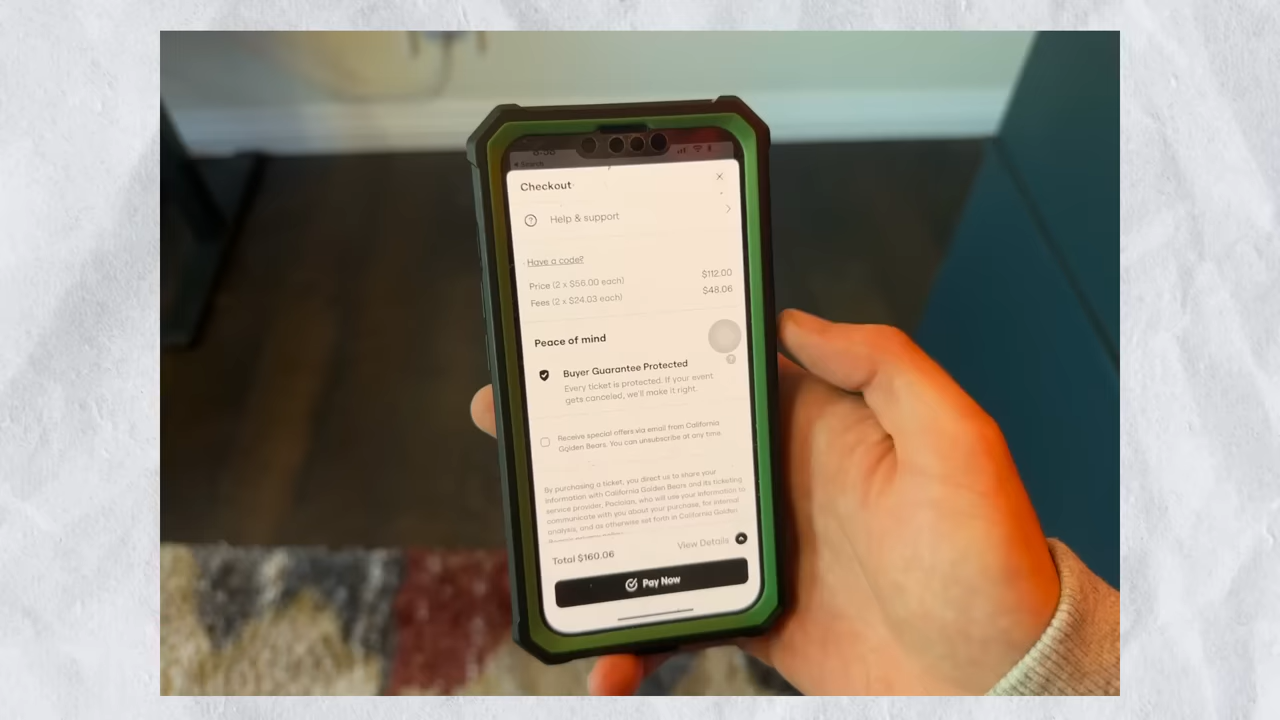 Search
Checkout
Help & support
Have a code?
Price (2 x $56.00 each) $112.00
Fees (2 x $24.03 each) $48.06
Peace of mind
Buyer Guarantee Protected
Every ticket is protected. If your event
gets canceled, we'll make it right.
Receive special offers via email from California
Golden Bears. You can unsubscribe at any time.
By purchasing a ticket, you direct us to share your
information with California Golden Bears and its ticketing
service provider, Paciolan, who will use your information to
communicate with you about your purchase, for internal
analysis, and as otherwise set forth in California Golden
Total $160.06 View Details
Pay Now